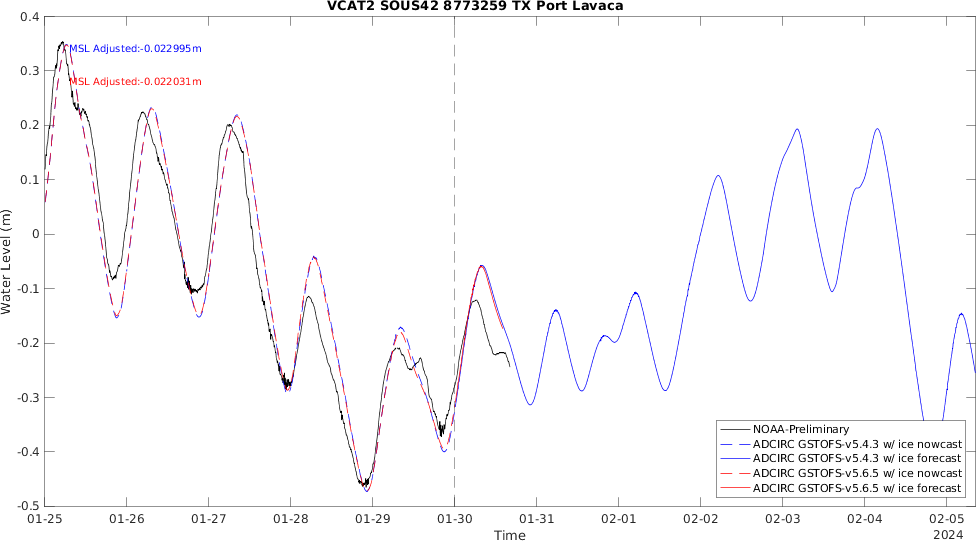 VCAT2 SOUS42 8773259 TX Port Lavaca
0.4
0.3
0.2
0.1
0
-0.1
-0.2
-0.3
-0.4
-0.5
Water Level (m)
MSL Adjusted:-0.022995m
MSL Adjusted:-0.022031m
NOAA-Preliminary
ADCIRC GSTOFS-v5.4.3 w/ ice nowcast
ADCIRC GSTOFS-v5.4.3 w/ ice forecast
ADCIRC GSTOFS-v5.6.5 w/ ice nowcast
ADCIRC GSTOFS-v5.6.5 w/ ice forecast
01-25 01-26 01-27 01-28 01-29 01-30 01-31 02-01 02-02 02-03 02-04 02-05
Time 2024